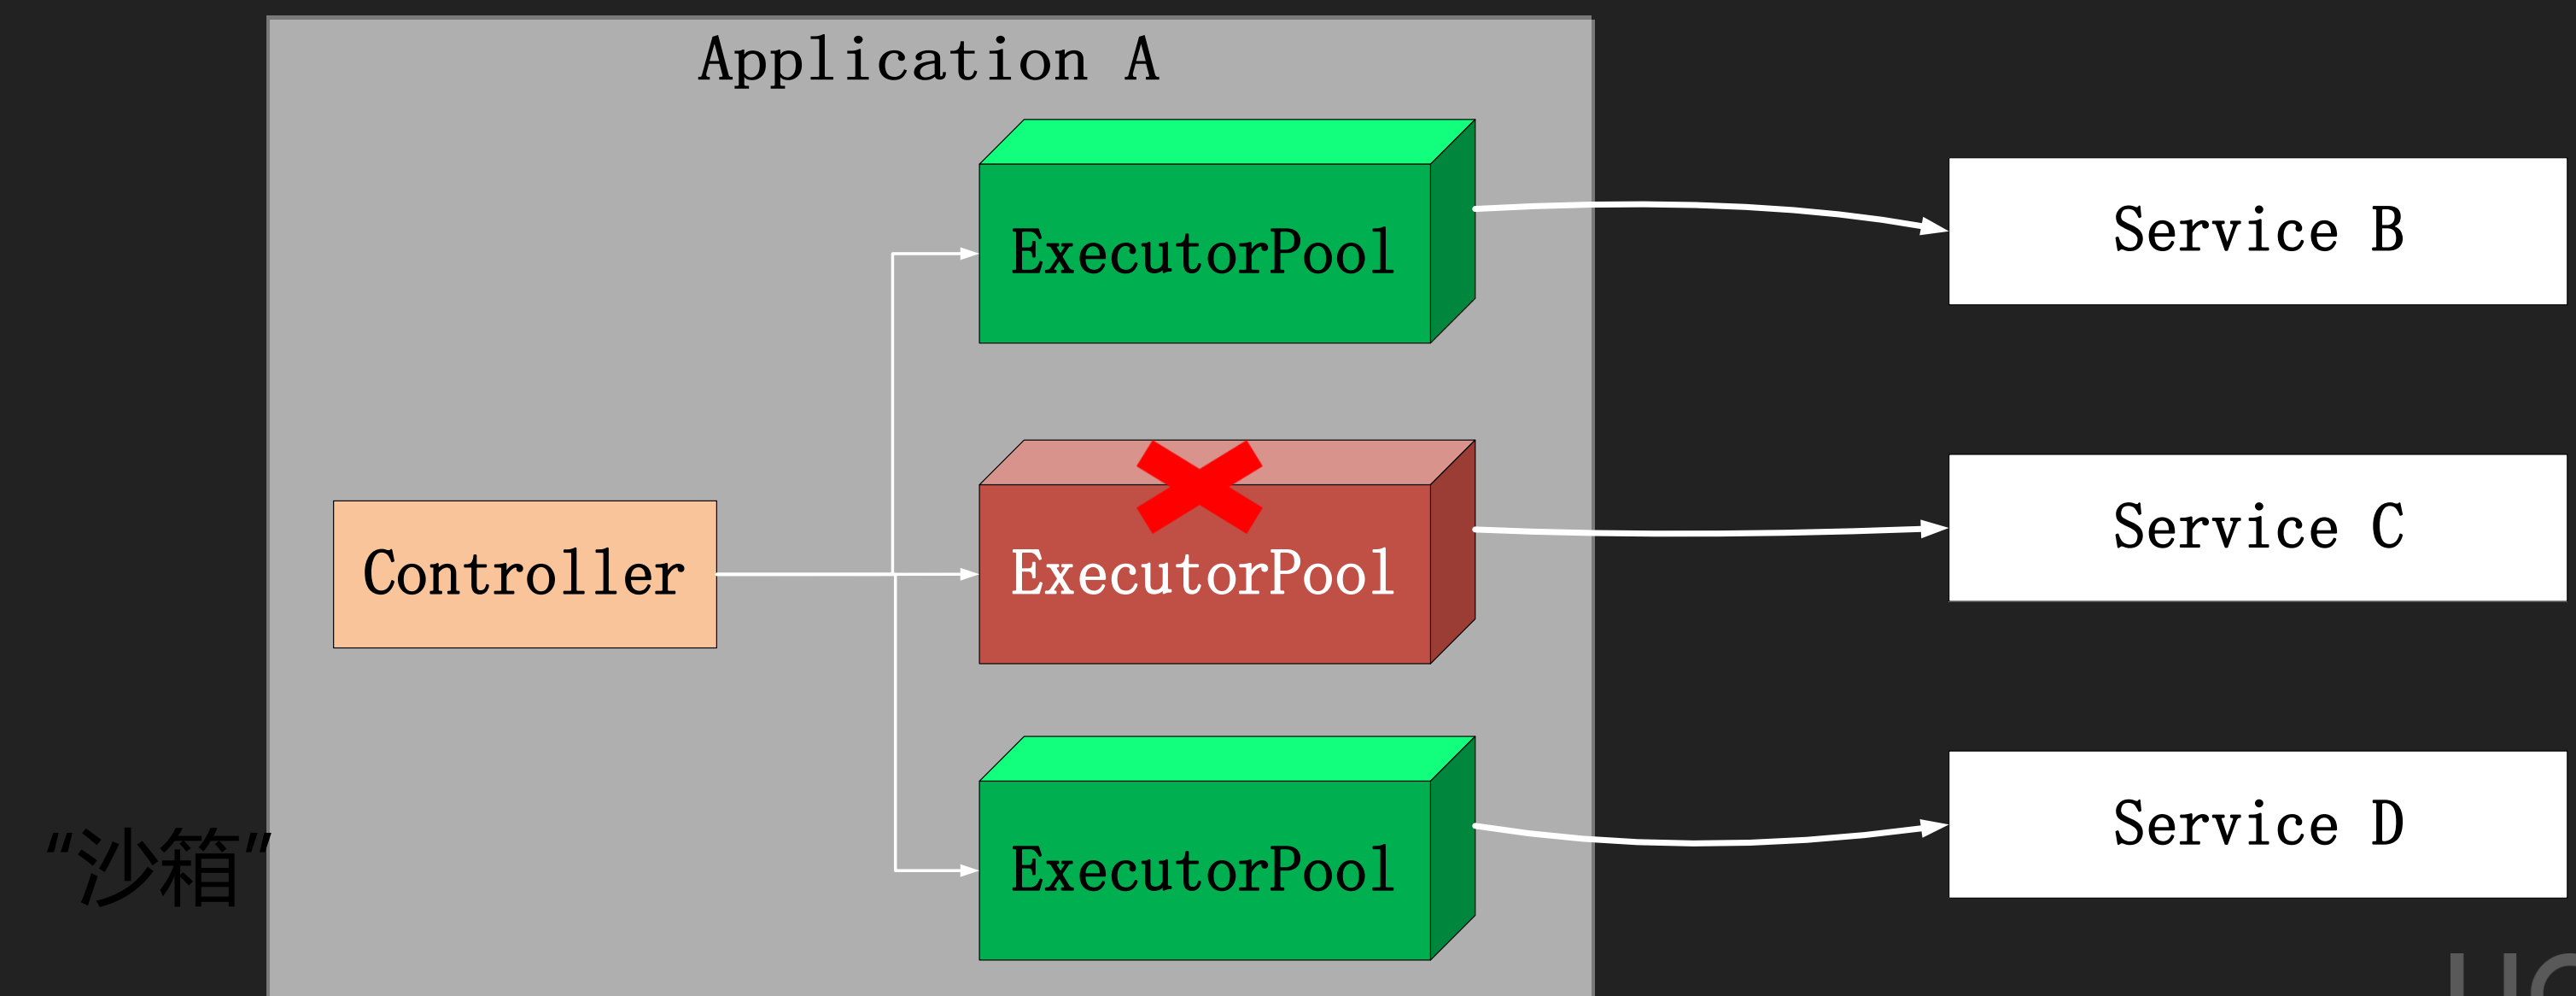 Application A
ExecutorPool
Service B
Controller
ExecutorPool
Service C
ExecutorPool
Service D
"沙箱"